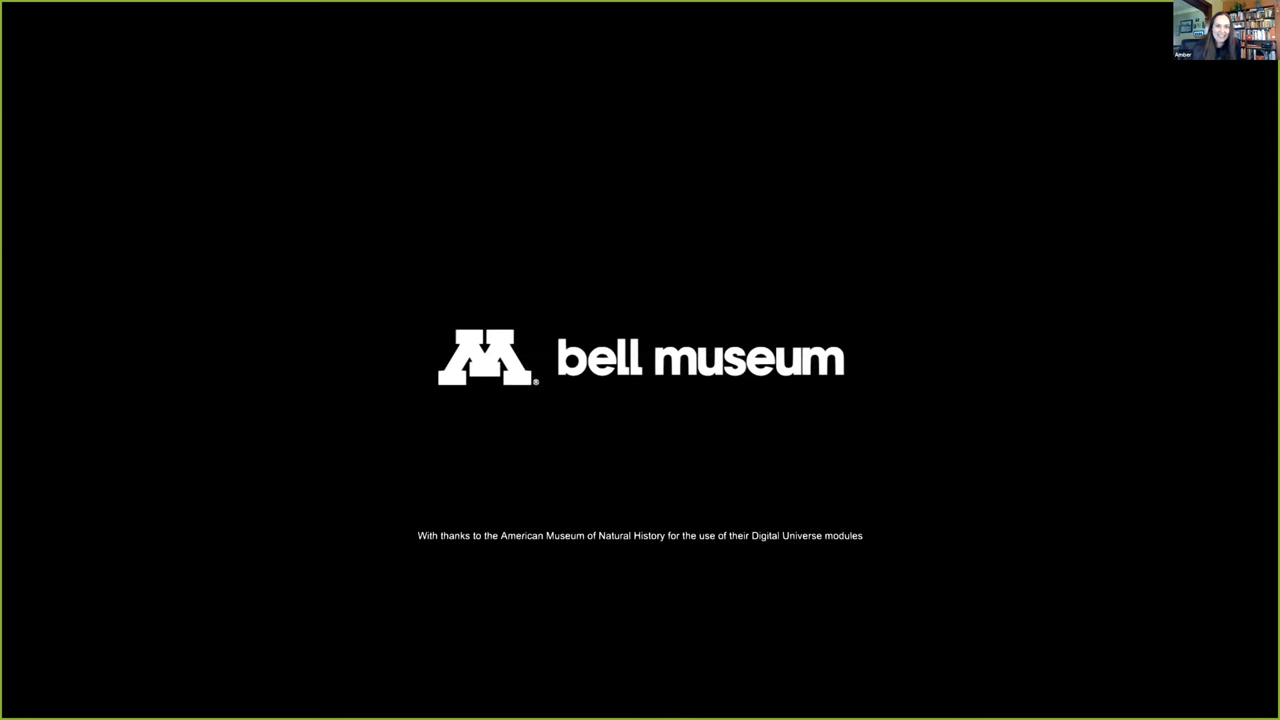 Amber
M®
bell museum
With thanks to the American Museum of Natural History for the use of their Digital Universe modules